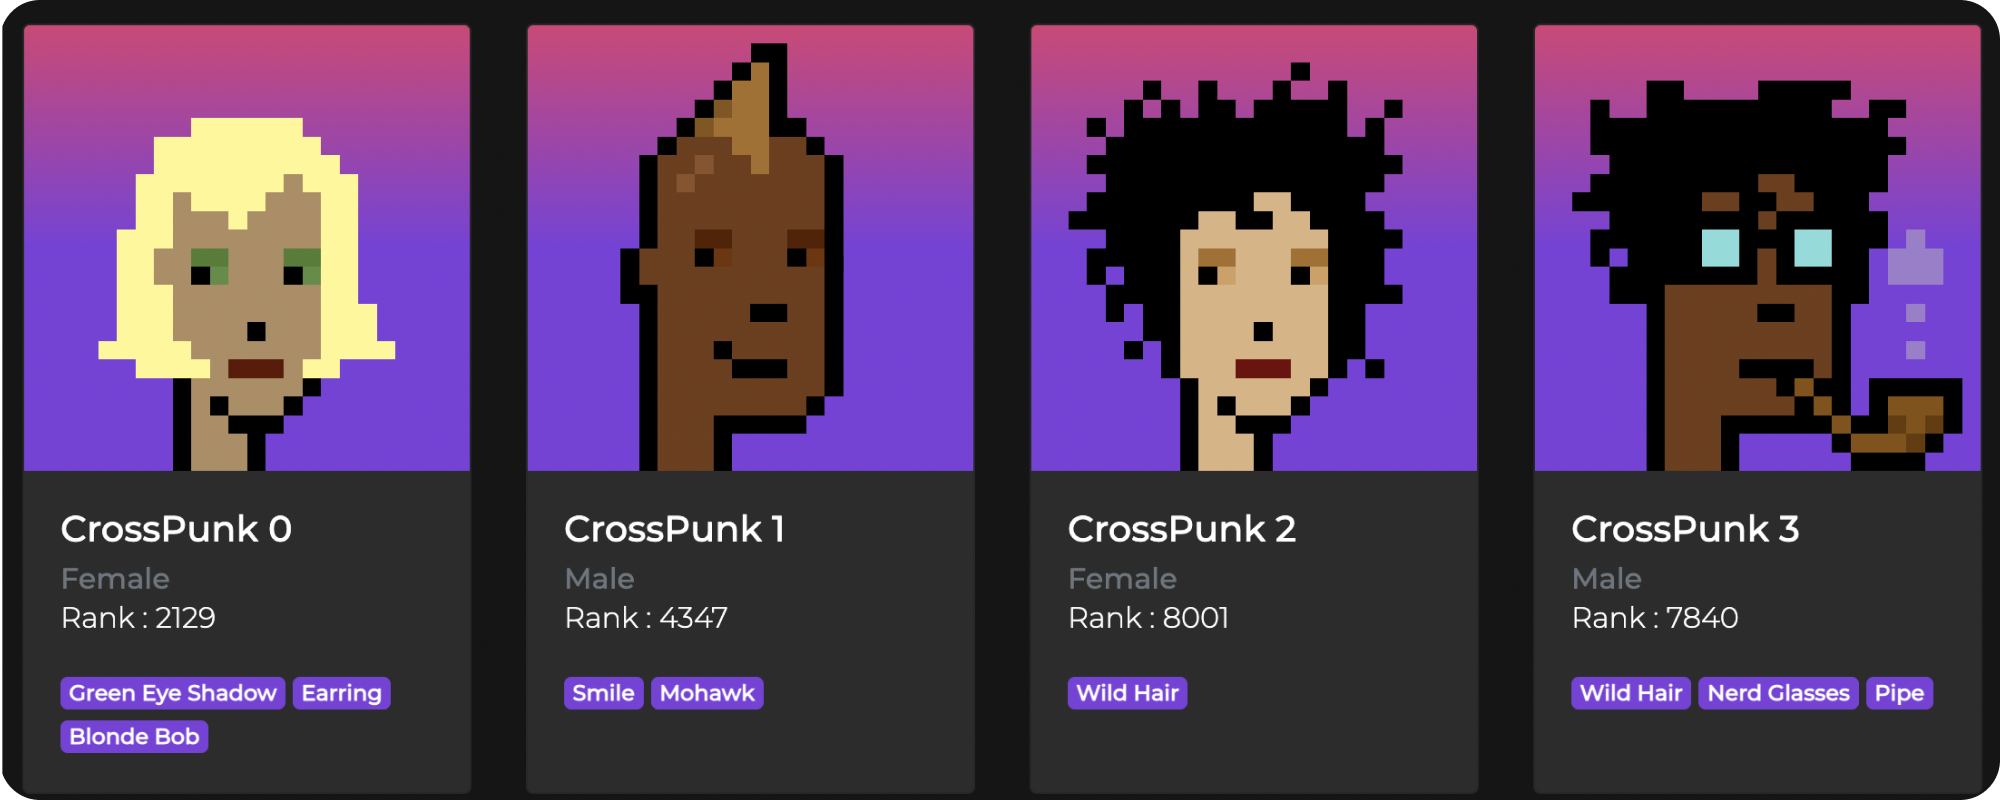 CrossPunk 0
Female
Rank : 2129
Green Eye Shadow Earring
Blonde Bob
CrossPunk 1
Male
Rank : 4347
Smile Mohawk
CrossPunk 2
Female
Rank : 8001
Wild Hair
CrossPunk 3
Male
Rank : 7840
Wild Hair Nerd Glasses Pipe